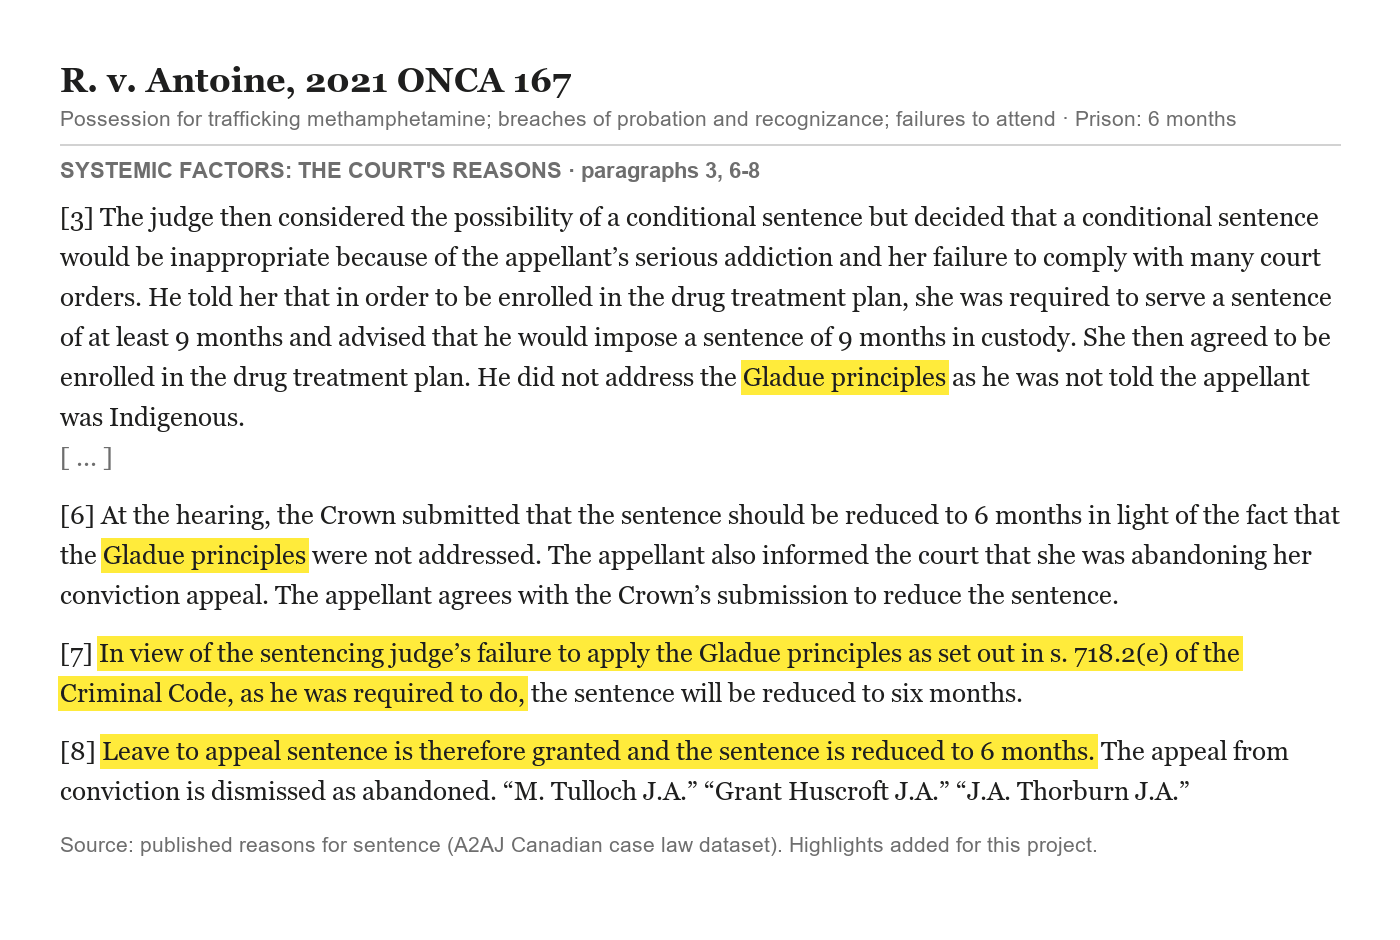 R. v. Antoine, 2021 ONCA 167
Possession for trafficking methamphetamine; breaches of probation and recognizance; failures to attend · Prison: 6 months
SYSTEMIC FACTORS: THE COURT'S REASONS · paragraphs 3, 6-8
[3] The judge then considered the possibility of a conditional sentence but decided that a conditional sentence
would be inappropriate because of the appellant’s serious addiction and her failure to comply with many court
orders. He told her that in order to be enrolled in the drug treatment plan, she was required to serve a sentence
of at least 9 months and advised that he would impose a sentence of 9 months in custody. She then agreed to be
enrolled in the drug treatment plan. He did not address the Gladue principles as he was not told the appellant
was Indigenous.
[ ... ]
[6] At the hearing, the Crown submitted that the sentence should be reduced to 6 months in light of the fact that
the Gladue principles were not addressed. The appellant also informed the court that she was abandoning her
conviction appeal. The appellant agrees with the Crown’s submission to reduce the sentence.
[7] In view of the sentencing judge’s failure to apply the Gladue principles as set out in s. 718.2(e) of the
Criminal Code, as he was required to do, the sentence will be reduced to six months.
[8] Leave to appeal sentence is therefore granted and the sentence is reduced to 6 months. The appeal from
conviction is dismissed as abandoned. “M. Tulloch J.A.” “Grant Huscroft J.A.” “J.A. Thorburn J.A.”
Source: published reasons for sentence (A2AJ Canadian case law dataset). Highlights added for this project.